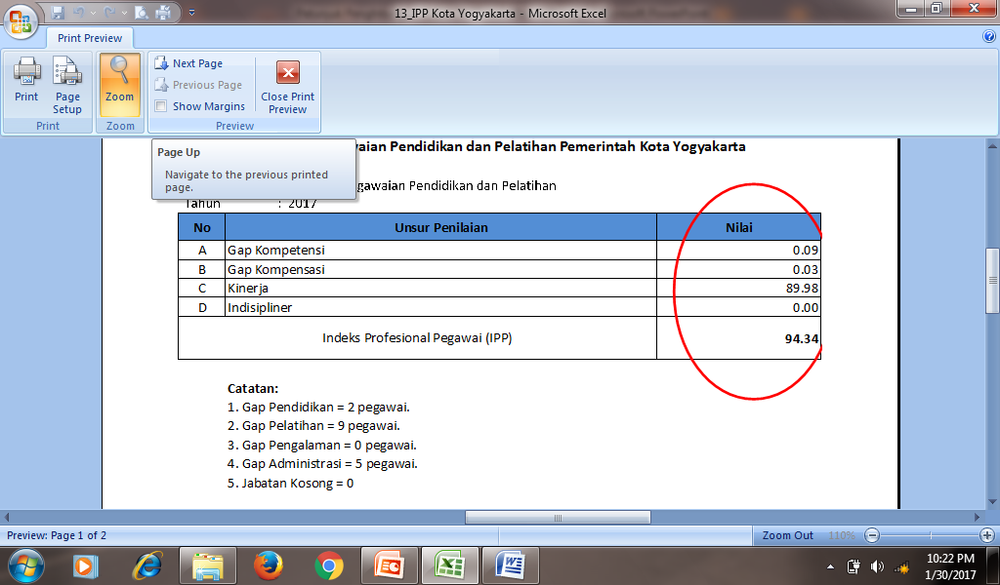 13_IPP Kota Yogyakarta - Microsoft Excel
Print Preview
Print
Page Setup
Zoom
Next Page
Previous Page
Show Margins
Close Print Preview
Print
Zoom
Preview
Page Up
Navigate to the previous printed
page.
Pendidikan dan Pelatihan Pemerintah Kota Yogyakarta
Pendidikan dan Pelatihan
Tahun : 2017
No Unsur Penilaian Nilai
A Gap Kompetensi 0.09
B Gap Kompensasi 0.03
C Kinerja 89.98
D Indisipliner 0.00
Indeks Profesional Pegawai (IPP) 94.34
Catatan:
1. Gap Pendidikan = 2 pegawai.
2. Gap Pelatihan = 9 pegawai.
3. Gap Pengalaman = 0 pegawai.
4. Gap Administrasi = 5 pegawai.
5. Jabatan Kosong = 0
Preview: Page 1 of 2
Zoom Out 110%
10:22 PM
1/30/2017